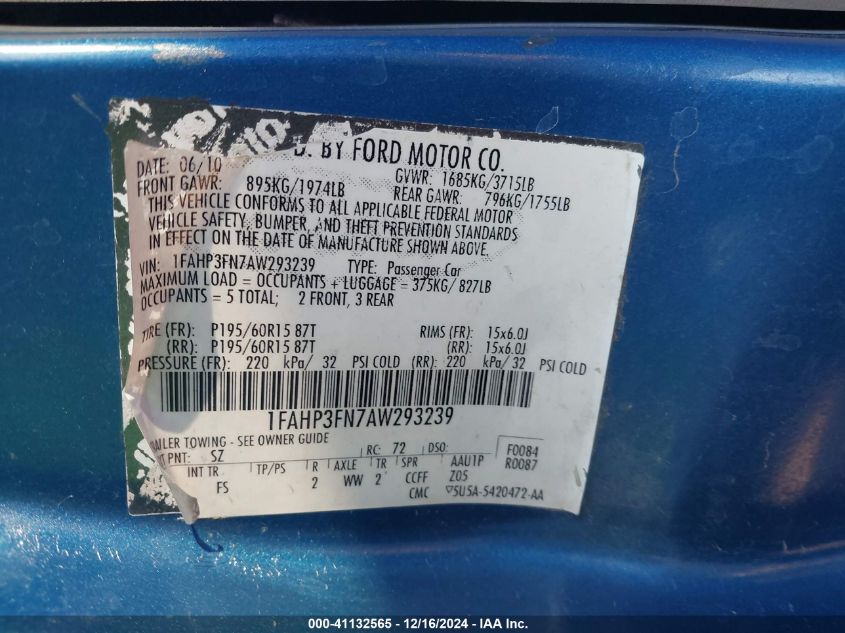 D. BY FORD MOTOR CO.
DATE: 06/10 GVWR: 1685KG/3715LB
FRONT GAWR: 895KG/1974LB REAR GAWR: 796KG/1755LB
THIS VEHICLE CONFORMS TO ALL APPLICABLE FEDERAL MOTOR
VEHICLE SAFETY, BUMPER, AND THEFT PREVENTION STANDARDS
IN EFFECT ON THE DATE OF MANUFACTURE SHOWN ABOVE.
VIN: 1FAHP3FN7AW293239 TYPE: Passenger Car
MAXIMUM LOAD = OCCUPANTS + LUGGAGE = 375KG/ 827LB
OCCUPANTS = 5 TOTAL; 2 FRONT, 3 REAR
TIRE (FR): P195/60R15 87T RIMS (FR): 15x6.0J
(RR): P195/60R15 87T (RR): 15x6.0J
PRESSURE (FR): 220 kPa/ 32 PSI COLD (RR): 220 kPa/ 32 PSI COLD
1FAHP3FN7AW293239
AILER TOWING - SEE OWNER GUIDE
T PNT: SZ RC: 72 DSO: F0084
R0087
INT TR TP/PS R AXLE TR SPR AAU1P
FS 2 WW 2 CCFF Z05
CMC 5U5A-5420472-AA
000-41132565 - 12/16/2024 - IAA Inc.